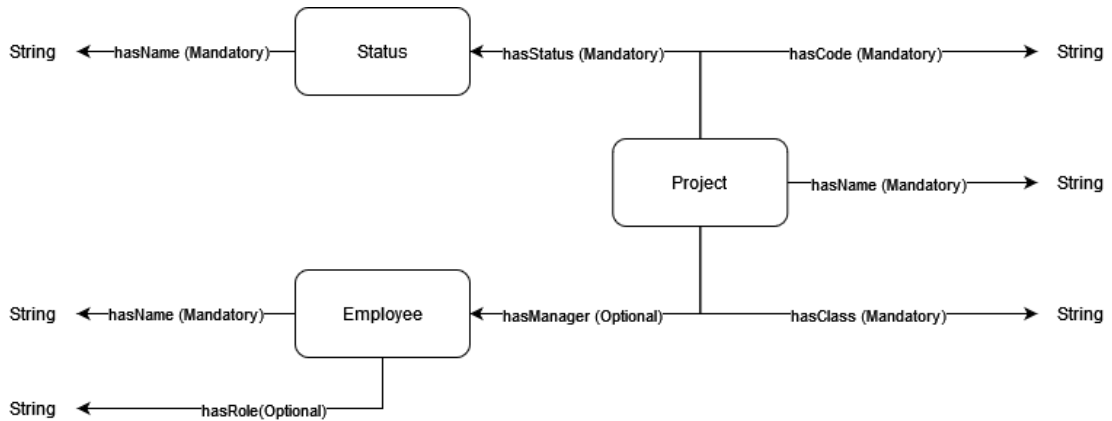 String
hasName (Mandatory)
Status
hasStatus (Mandatory)
hasCode (Mandatory)
String
Project
hasName (Mandatory)
String
String
hasName (Mandatory)
Employee
hasManager (Optional)
hasClass (Mandatory)
String
String
hasRole(Optional)